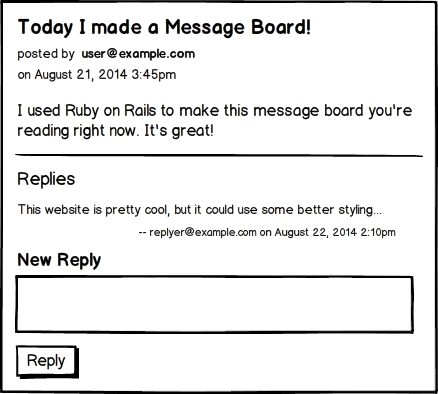 Today I made a Message Board!
posted by user@example.com
on August 21, 2014 3:45pm
I used Ruby on Rails to make this message board you're
reading right now. It's great!
Replies
This website is pretty cool, but it could use some better styling...
-- replyer@example.com on August 22, 2014 2:10pm
New Reply
Reply